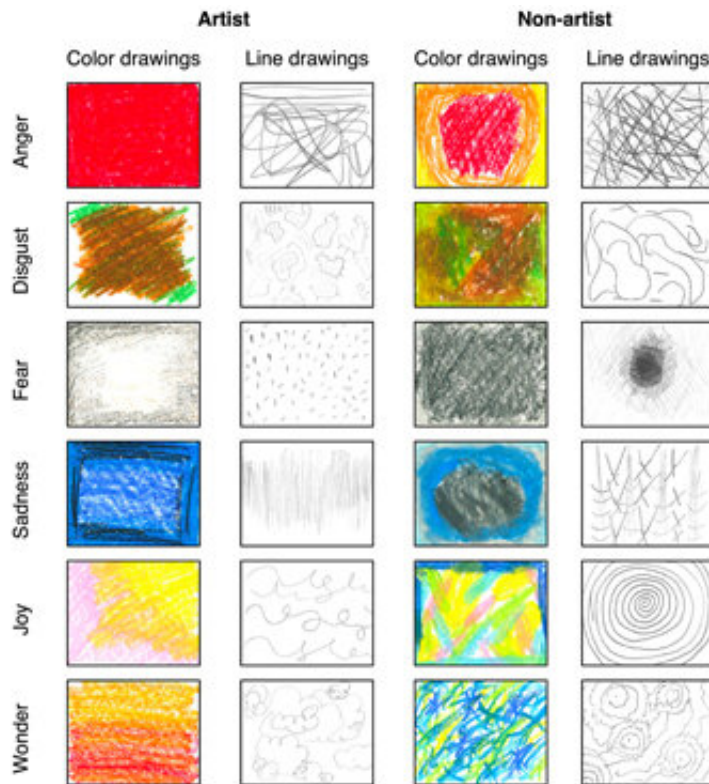 Artist Non-artist
Color drawings Line drawings Color drawings Line drawings
Anger
Disgust
Fear
Sadness
Joy
Wonder